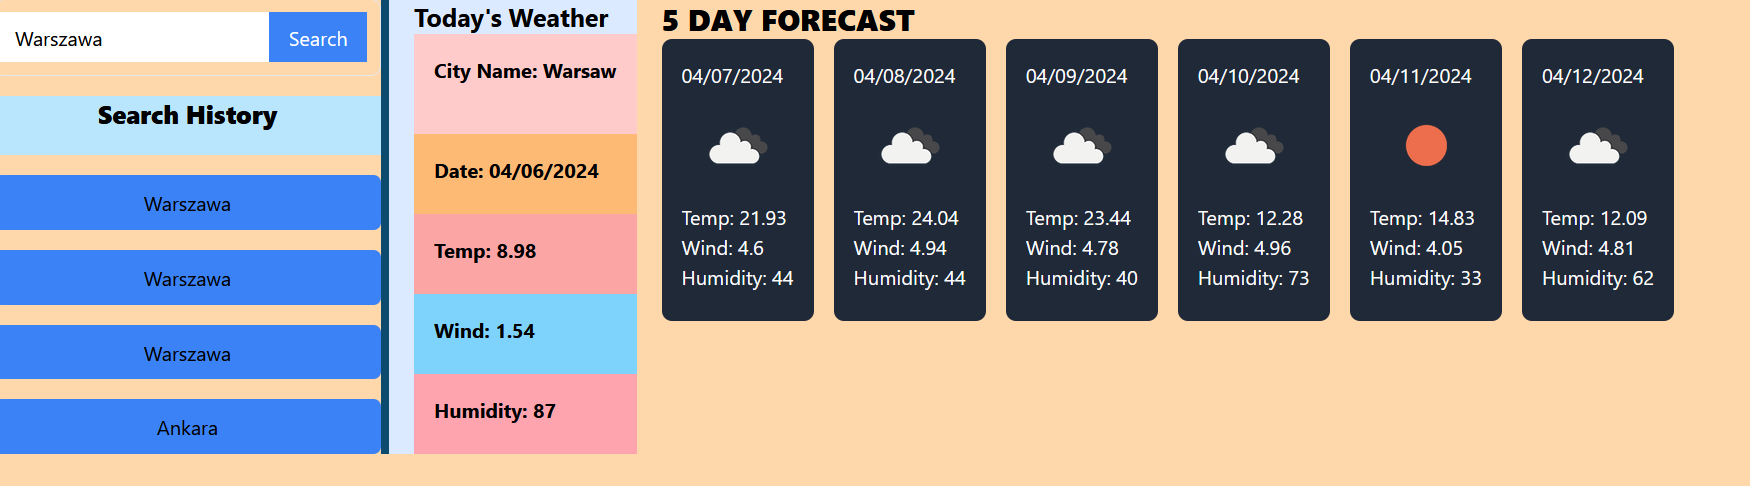 Warszawa
Search
Search History
Warszawa
Warszawa
Warszawa
Ankara
Today's Weather
City Name: Warsaw
Date: 04/06/2024
Temp: 8.98
Wind: 1.54
Humidity: 87
5 DAY FORECAST
04/07/2024
Temp: 21.93
Wind: 4.6
Humidity: 44
04/08/2024
Temp: 24.04
Wind: 4.94
Humidity: 44
04/09/2024
Temp: 23.44
Wind: 4.78
Humidity: 40
04/10/2024
Temp: 12.28
Wind: 4.96
Humidity: 73
04/11/2024
Temp: 14.83
Wind: 4.05
Humidity: 33
04/12/2024
Temp: 12.09
Wind: 4.81
Humidity: 62